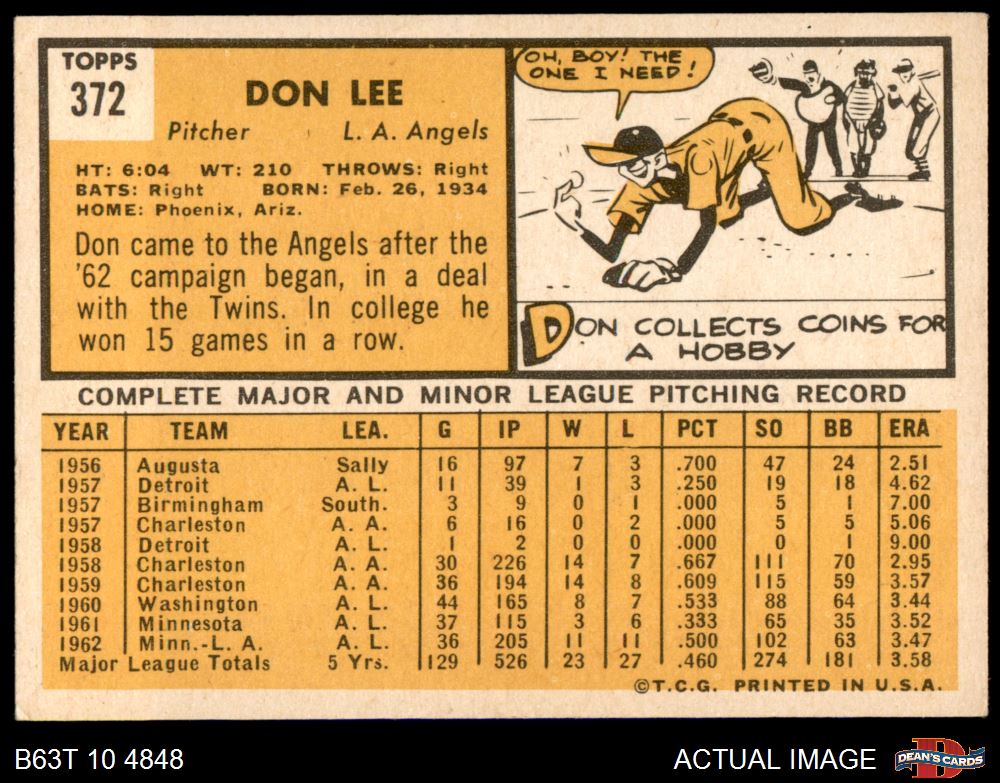 TOPPS
372
DON LEE
Pitcher L. A. Angels
HT: 6:04 WT: 210 THROWS: Right
BATS: Right BORN: Feb. 26, 1934
HOME: Phoenix, Ariz.
Don came to the Angels after the
'62 campaign began, in a deal
with the Twins. In college he
won 15 games in a row.
OH, BOY! THE
ONE I NEED!
DON COLLECTS COINS FOR
A HOBBY
COMPLETE MAJOR AND MINOR LEAGUE PITCHING RECORD
YEAR TEAM LEA. G IP W L PCT SO BB ERA
1956 Augusta Sally 16 97 7 3 .700 47 24 2.51
1957 Detroit A. L. 11 39 1 3 .250 19 18 4.62
1957 Birmingham South. 3 9 0 1 .000 5 1 7.00
1957 Charleston A. A. 6 16 0 2 .000 5 5 5.06
1958 Detroit A. L. 1 2 0 0 .000 0 1 9.00
1958 Charleston A. A. 30 226 14 7 .667 111 70 2.95
1959 Charleston A. A. 36 194 14 8 .609 115 59 3.57
1960 Washington A. L. 44 165 8 7 .533 88 64 3.44
1961 Minnesota A. L. 37 115 3 6 .333 65 35 3.52
1962 Minn.-L. A. A. L. 36 205 11 11 .500 102 63 3.47
Major League Totals 5 Yrs. 129 526 23 27 .460 274 181 3.58
©T.C.G. PRINTED IN U.S.A.
B63T 10 4848 ACTUAL IMAGE
D
DEAN'S CARDS